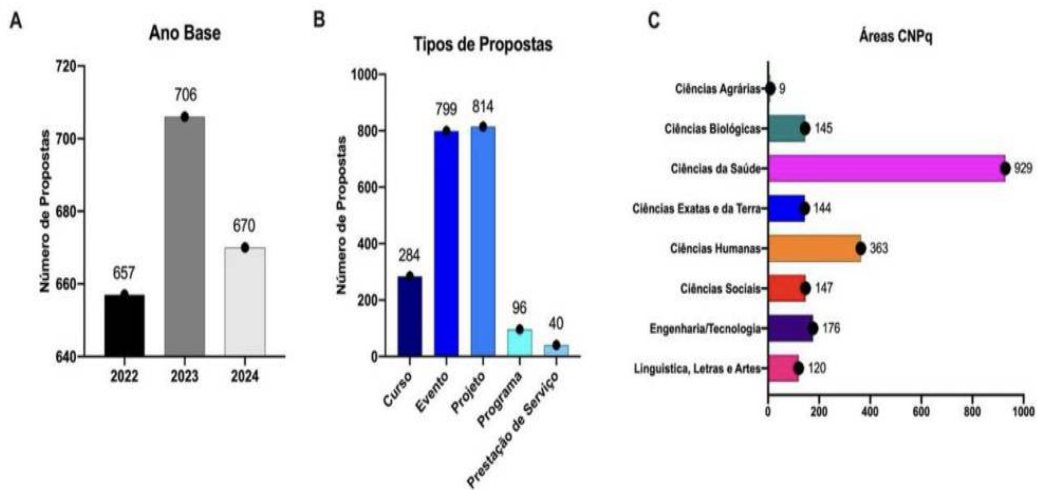 A
Ano Base
Número de Propostas
720
700
680
660
640
657
706
670
2022
2023
2024
B
Tipos de Propostas
Número de Propostas
1000
800
600
400
200
0
284
799
814
96
40
Curso
Evento
Projeto
Programa
Prestação de Serviço
C
Áreas CNPq
Ciências Agrárias
9
Ciências Biológicas
145
Ciências da Saúde
929
Ciências Exatas e da Terra
144
Ciências Humanas
363
Ciências Sociais
147
Engenharia/Tecnologia
176
Linguistica, Letras e Artes
120
0
200
400
600
800
1000